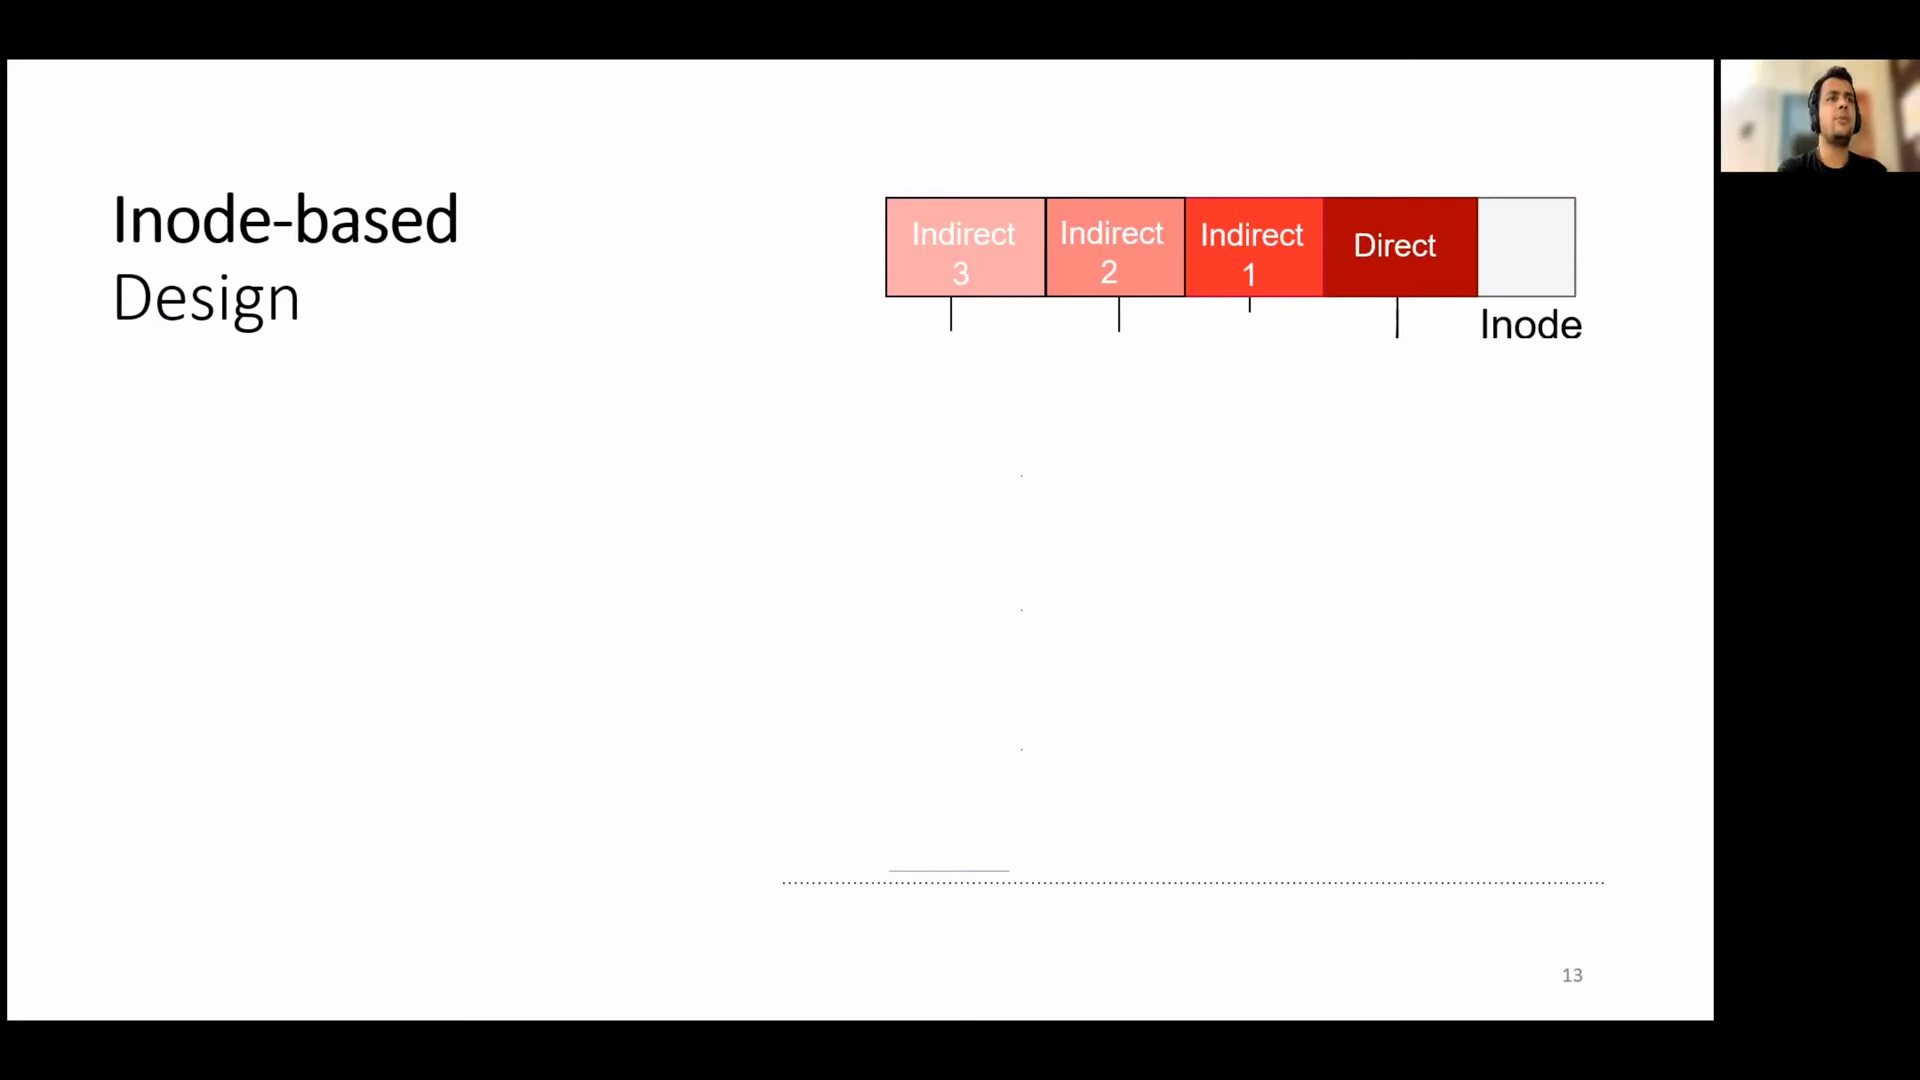 Inode-based
Design
Indirect
3
Indirect
2
Indirect
1
Direct
Inode
13